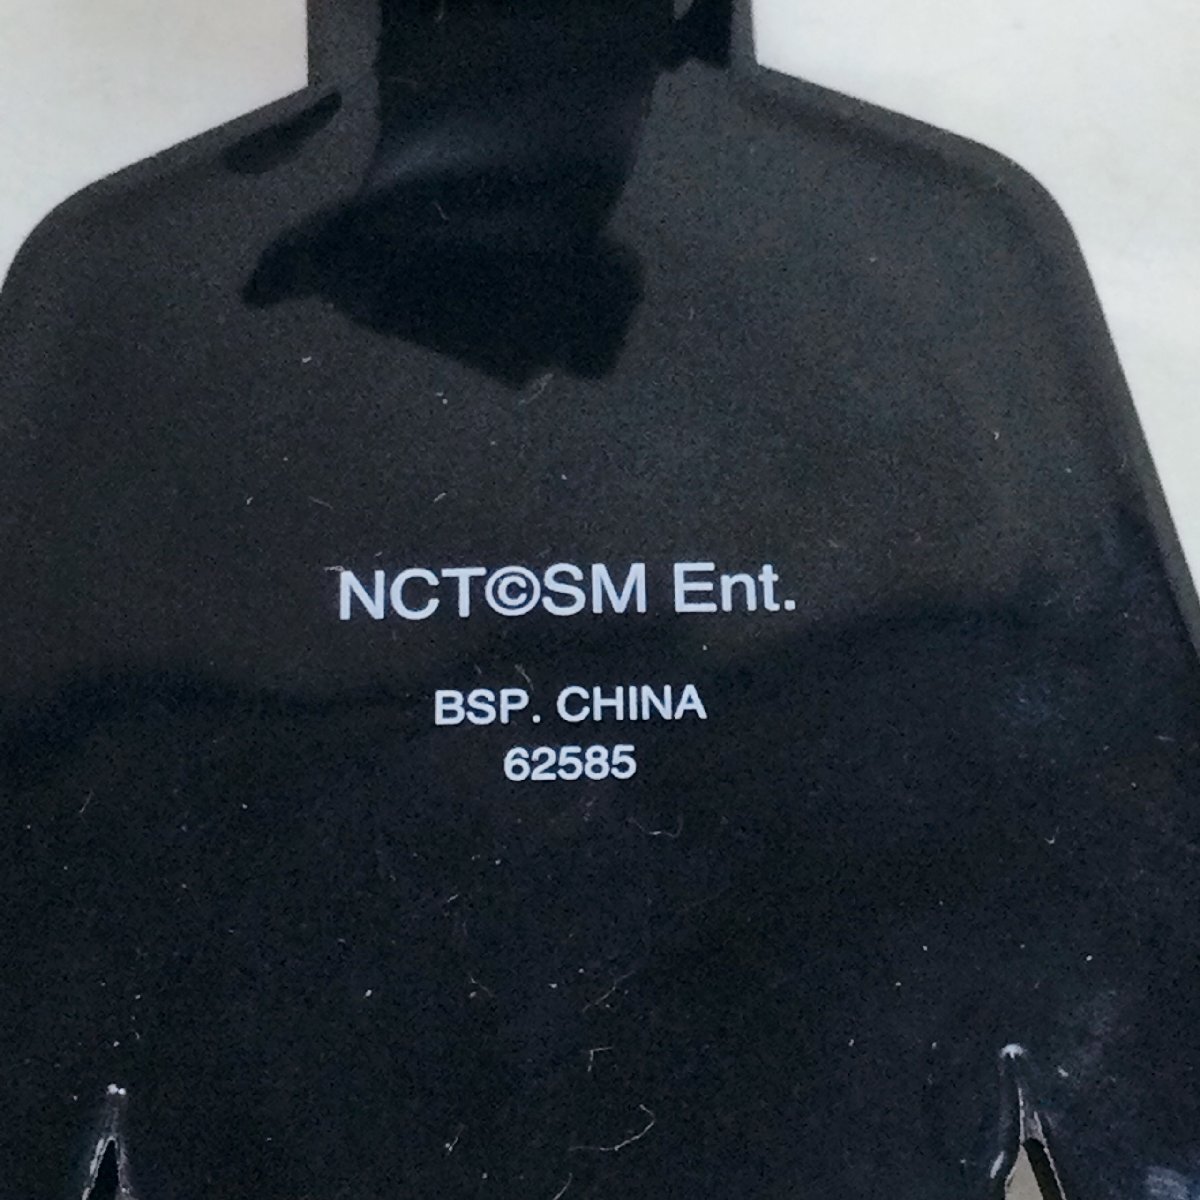 NCT©SM Ent.
BSP. CHINA
62585